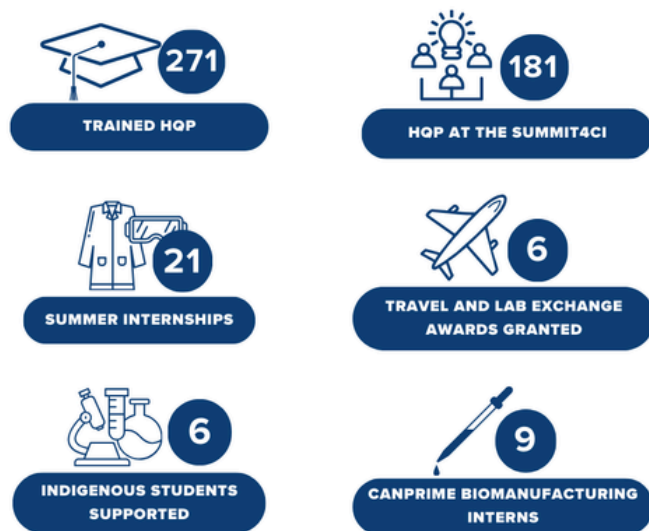 271
TRAINED HQP
181
HQP AT THE SUMMIT4CI
21
SUMMER INTERNSHIPS
6
TRAVEL AND LAB EXCHANGE
AWARDS GRANTED
6
INDIGENOUS STUDENTS
SUPPORTED
9
CANPRIME BIOMANUFACTURING
INTERNS